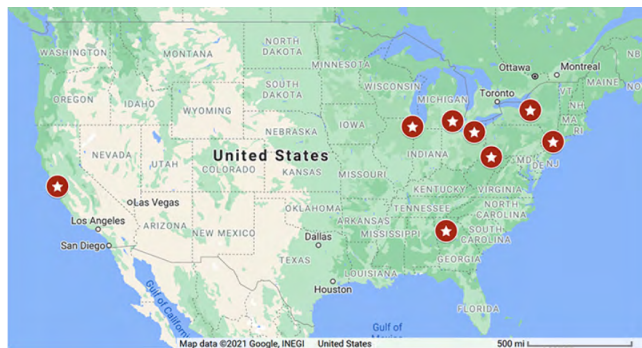 WASHINGTON
MONTANA
NORTH
DAKOTA
MINNESOTA
Ottawa
Montreal
MAINE
OREGON
IDAHO
SOUTH
DAKOTA
WISCONSIN
MICHIGAN
Toronto
VT
NH
MA
RI
WYOMING
NEBRASKA
IOWA
NEVADA
UTAH
COLORADO
United States
KANSAS
MISSOURI
INDIANA
MD
DE
NJ
KENTUCKY
VIRGINIA
Las Vegas
Los Angeles
San Diego
ARIZONA
NEW MEXICO
OKLAHOMA
ARKANSAS
TENNESSEE
NORTH
CAROLINA
SOUTH
CAROLINA
MISSISSIPPI
GEORGIA
Dallas
TEXAS
LOUISIANA
Houston
FLORIDA
Gulf of
Gulf of
Map data ©2021 Google, INEGI
United States
500 mi